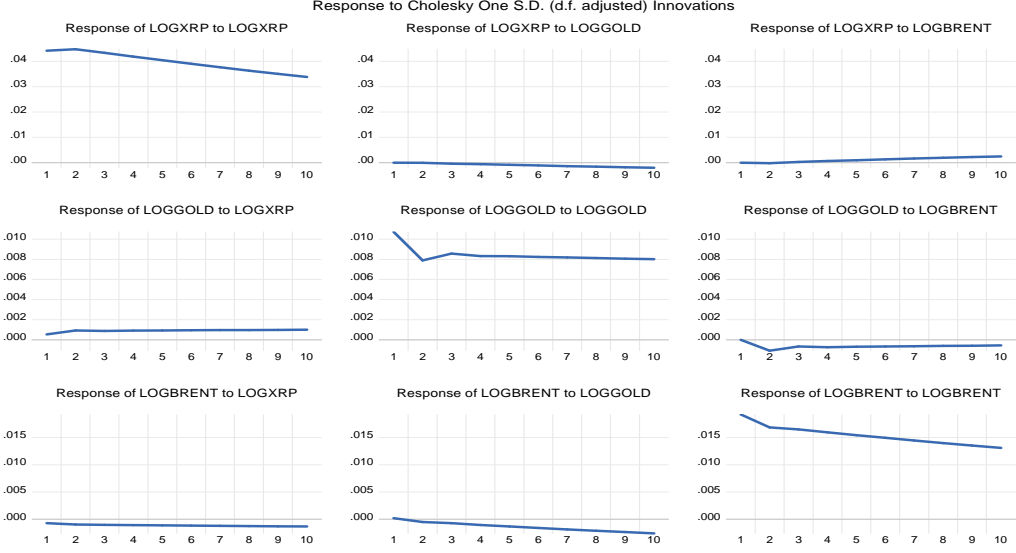 Response to Cholesky One S.D. (d.f. adjusted) Innovations
Response of LOGXRP to LOGXRP
.04
.03
.02
.01
.00
1 2 3 4 5 6 7 8 9 10
Response of LOGXRP to LOGGOLD
.04
.03
.02
.01
.00
1 2 3 4 5 6 7 8 9 10
Response of LOGXRP to LOGBRENT
.04
.03
.02
.01
.00
1 2 3 4 5 6 7 8 9 10
Response of LOGGOLD to LOGXRP
.010
.008
.006
.004
.002
.000
1 2 3 4 5 6 7 8 9 10
Response of LOGGOLD to LOGGOLD
.010
.008
.006
.004
.002
.000
1 2 3 4 5 6 7 8 9 10
Response of LOGGOLD to LOGBRENT
.010
.008
.006
.004
.002
.000
1 2 3 4 5 6 7 8 9 10
Response of LOGBRENT to LOGXRP
.015
.010
.005
.000
1 2 3 4 5 6 7 8 9 10
Response of LOGBRENT to LOGGOLD
.015
.010
.005
.000
1 2 3 4 5 6 7 8 9 10
Response of LOGBRENT to LOGBRENT
.015
.010
.005
.000
1 2 3 4 5 6 7 8 9 10